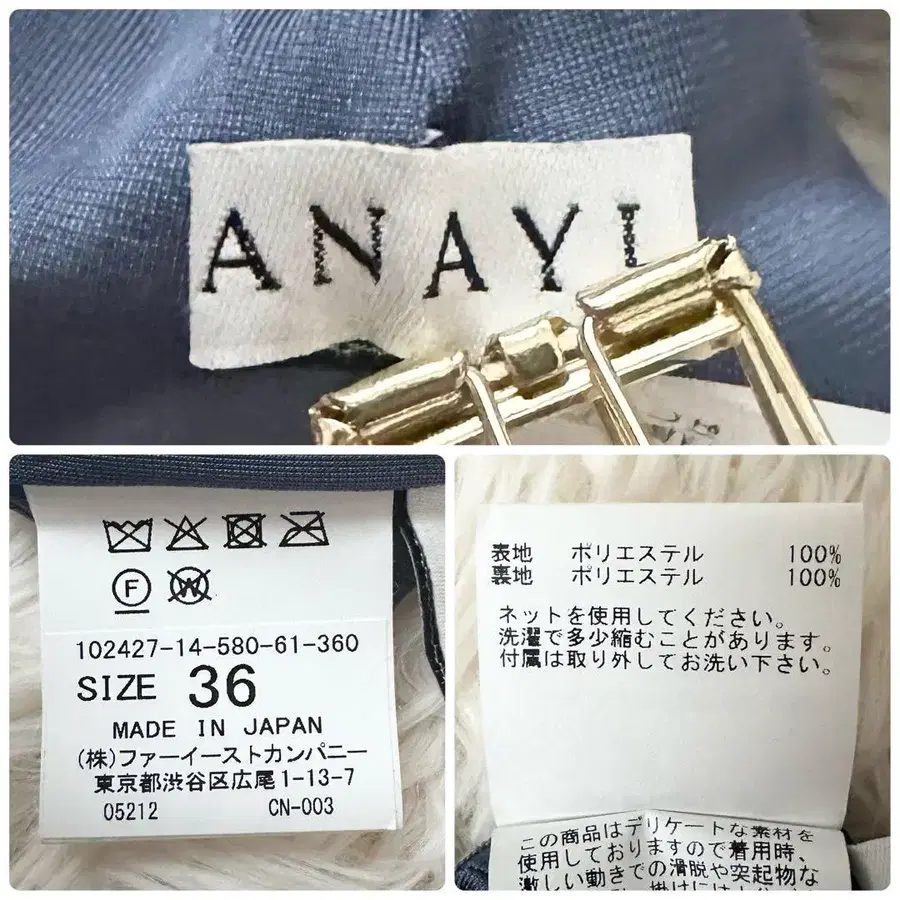 ANAYI
102427-14-580-61-360
SIZE 36
MADE IN JAPAN
(株)ファーイーストカンパニー
東京都渋谷区広尾1-13-7
05212 CN-003
表地 ポリエステル 100%
裏地 ポリエステル 100%
ネットを使用してください。
洗濯で多少縮むことがあります。
付属は取り外してお洗い下さい。
この商品はデリケートな素材を
使用しておりますので着用時、
激しい動きでの滑脱や突起物な